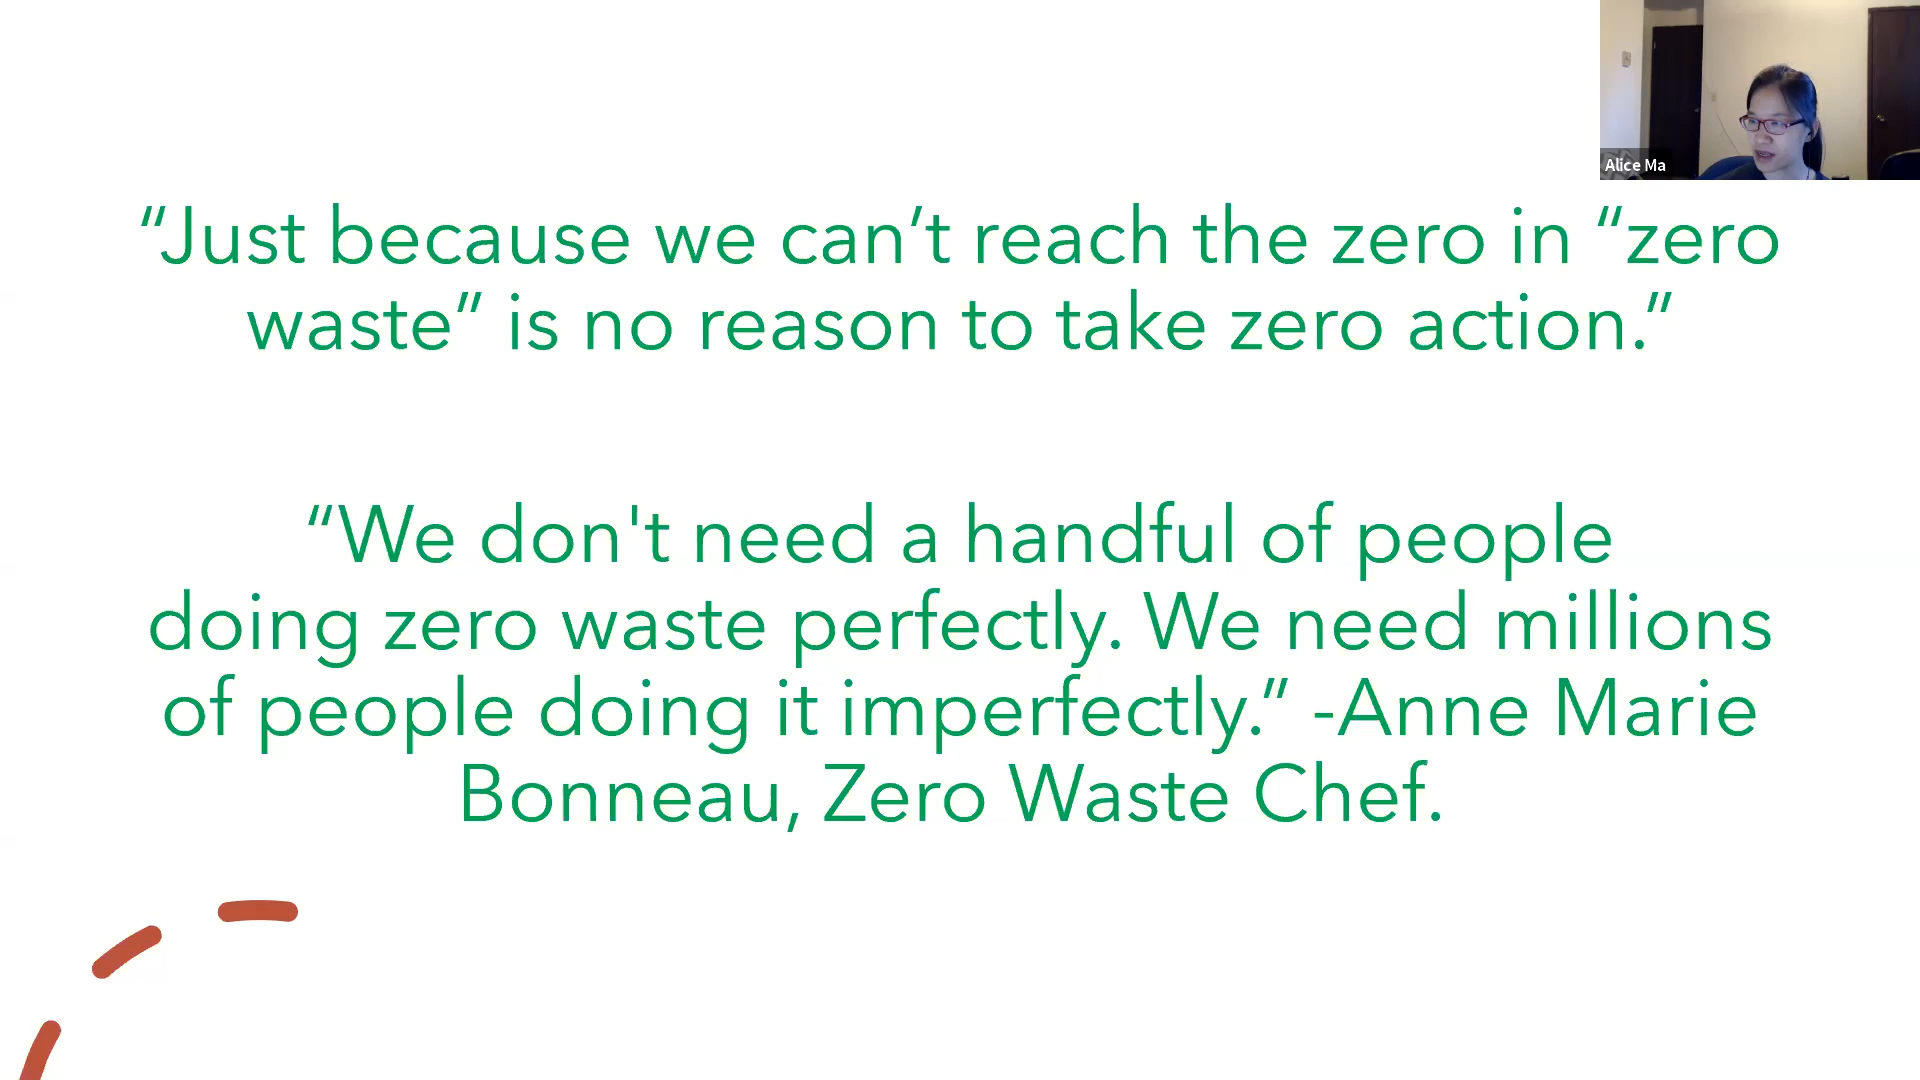 Alice Ma
“Just because we can’t reach the zero in “zero
waste” is no reason to take zero action.”
“We don't need a handful of people
doing zero waste perfectly. We need millions
of people doing it imperfectly.” -Anne Marie
Bonneau, Zero Waste Chef.